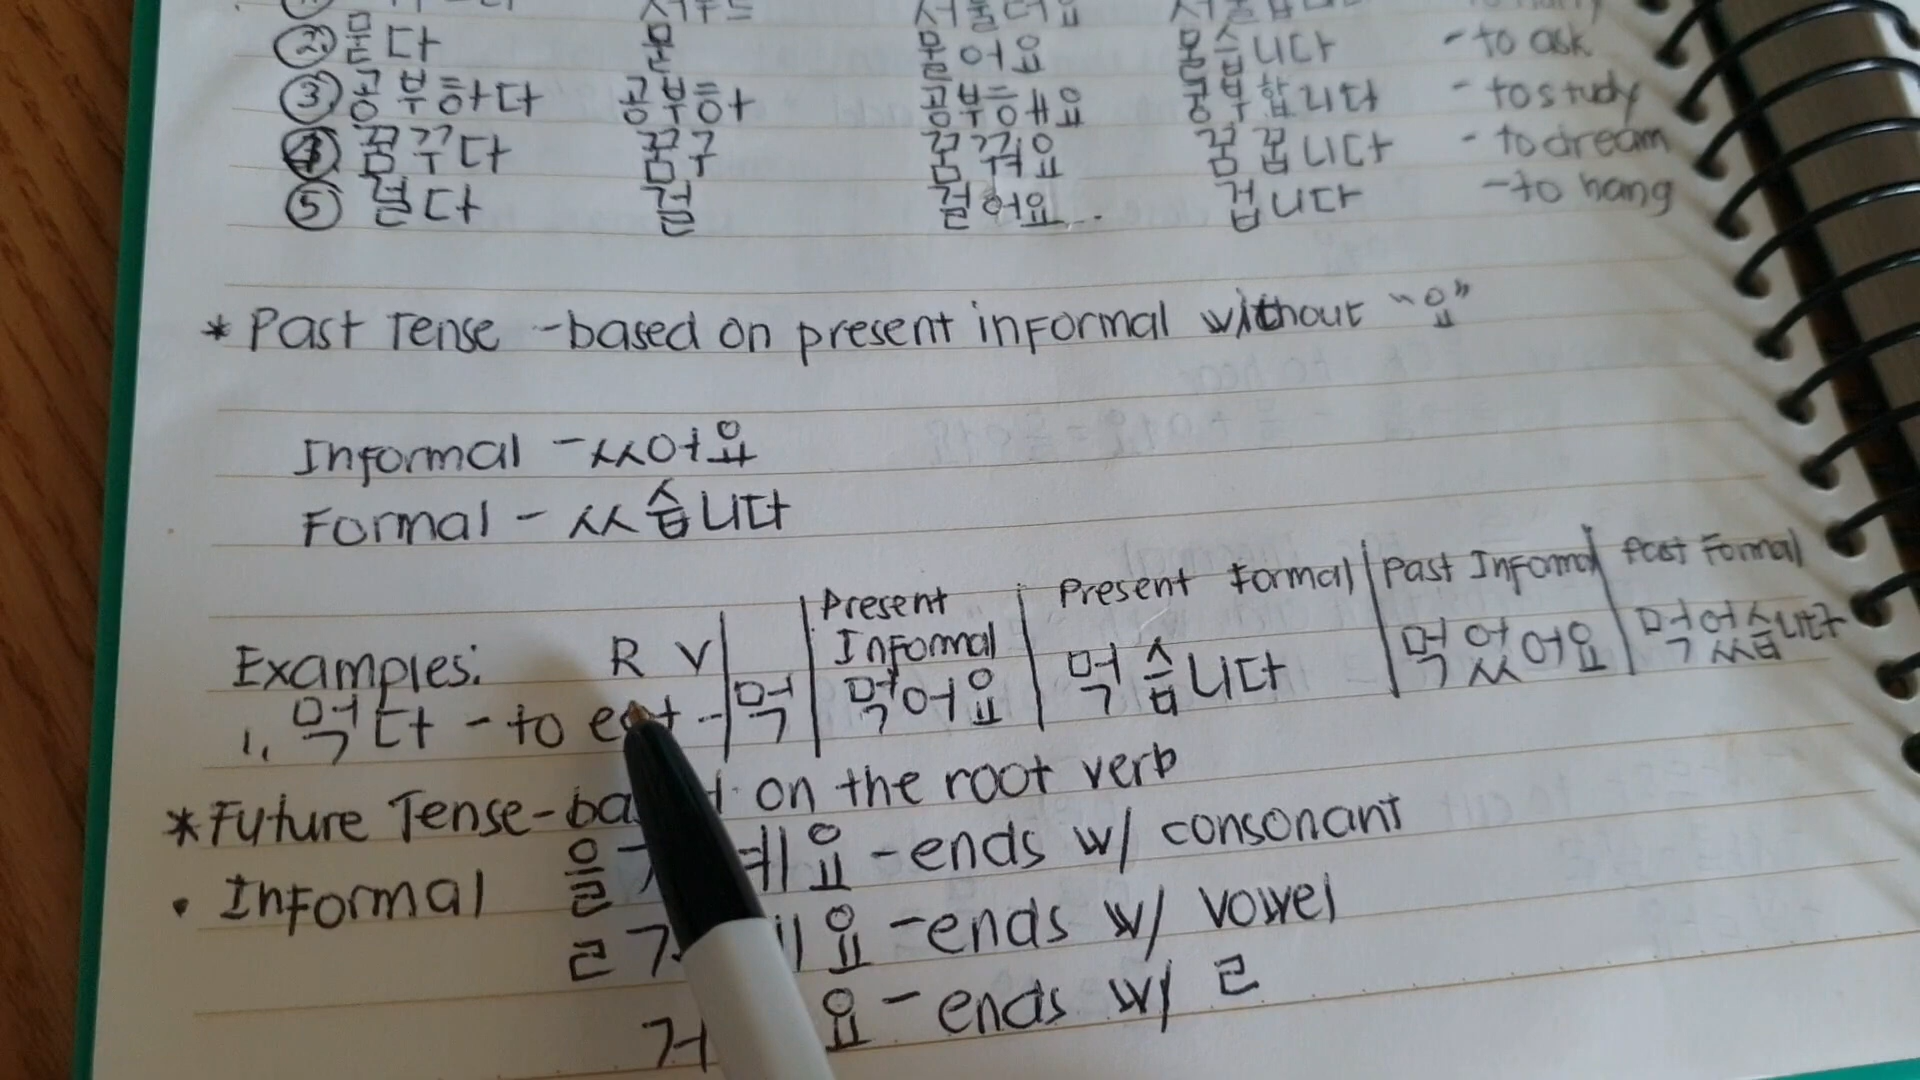 ② 묻다 묻 물어요 묻습니다 - to ask
③ 공부하다 공부하 공부해요 공부합니다 - to study
④ 꿈꾸다 꿈꾸 꿈꿔요 꿈꿉니다 - to dream
⑤ 걸다 걸 걸어요. 겁니다 - to hang
* Past Tense - based on present informal without "요"
Informal - ㅆ어요
Formal - ㅆ습니다
Examples: R V | | Present Informal | Present Formal | Past Informal | Past Formal
1. 먹다 - to eat - | 먹 | 먹어요 | 먹습니다 | 먹었어요 | 먹었습니다
* Future Tense - on the root verb
• Informal 을 요 - ends w/ consonant
ㄹ 요 - ends w/ vowel
거 요 - ends w/ ㄹ